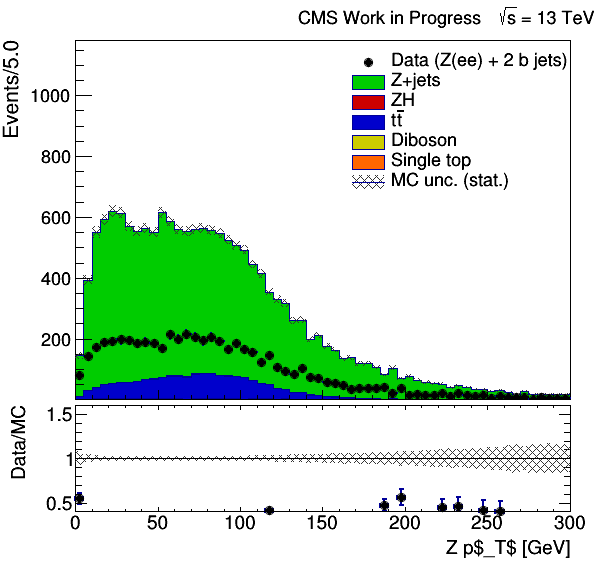 CMS Work in Progress √s = 13 TeV
Events/5.0
1000
800
600
400
200
Data (Z(ee) + 2 b jets)
Z+jets
ZH
tt̅
Diboson
Single top
MC unc. (stat.)
Data/MC
1.5
1
0.5
0 50 100 150 200 250 300
Z p$_T$ [GeV]